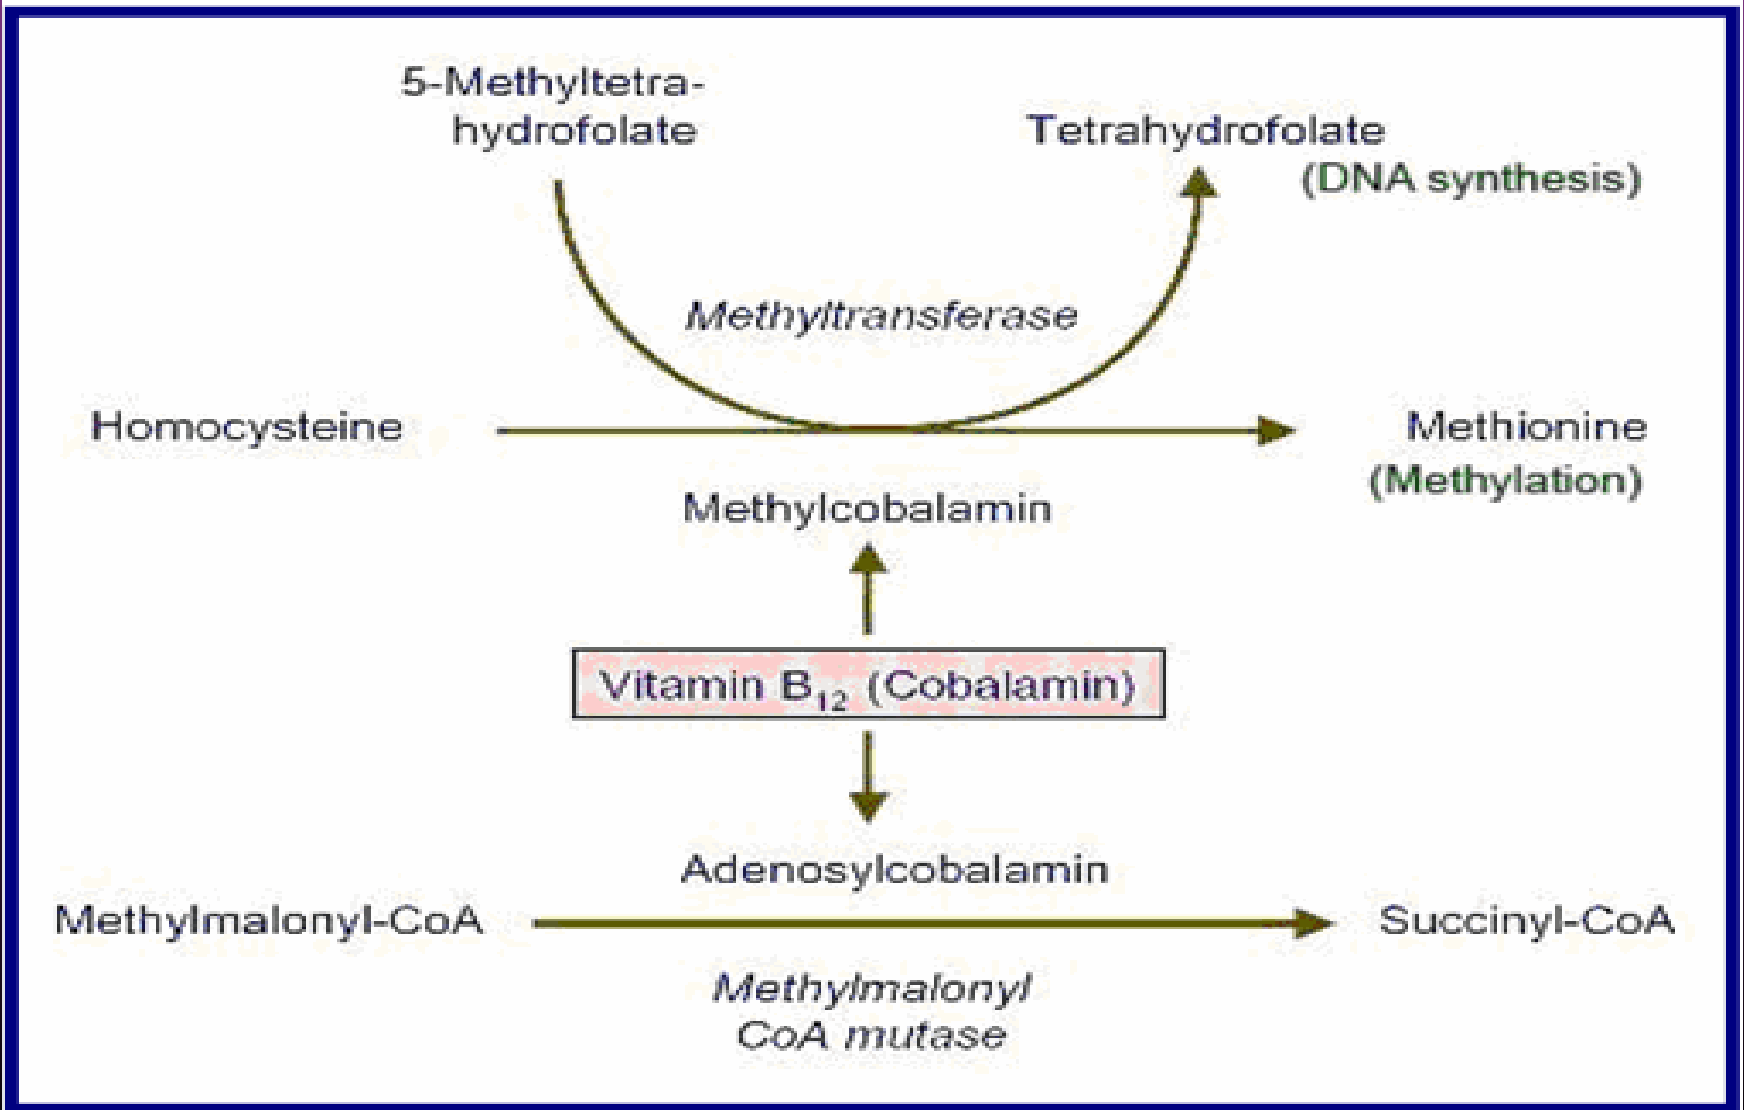 5-Methyltetra-
hydrofolate
Tetrahydrofolate
(DNA synthesis)
Methyltransferase
Homocysteine
Methionine
(Methylation)
Methylcobalamin
Vitamin B₁₂ (Cobalamin)
Adenosylcobalamin
Methylmalonyl-CoA
Succinyl-CoA
Methylmalonyl
CoA mutase